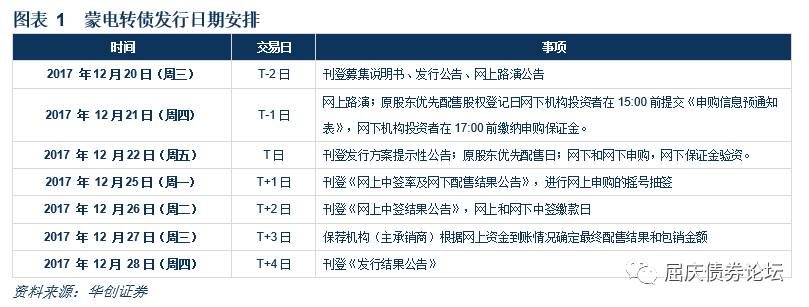 图表 1 蒙电转债发行日期安排
时间 交易日 事项
2017 年 12月 20 日（周三） T-2 日 刊登募集说明书、发行公告、网上路演公告
网上路演；原股东优先配售股权登记日网下机构投资者在 15:00 前提交《申购信息预通知
2017 年 12月 21 日（周四） T-1 日
表》，网下机构投资者在 17:00 前缴纳申购保证金。
2017 年 12 月 22 日（周五） T 日 刊登发行方案提示性公告；原股东优先配售日；网下和网下申购，网下保证金验资。
2017 年 12月 25 日（周一） T+1 日 刊登《网上中签率及网下配售结果公告》，进行网上申购的摇号抽签
2017 年 12月 26 日（周二） T+2 日 刊登《网上中签结果公告》，网上和网下中签缴款日
2017 年 12月 27 日（周三） T+3 日 保荐机构（主承销商）根据网上资金到账情况确定最终配售结果和包销金额
2017 年 12月 28 日（周四） T+4 日 刊登《发行结果公告》
资料来源：华创证券
屈庆债券论坛